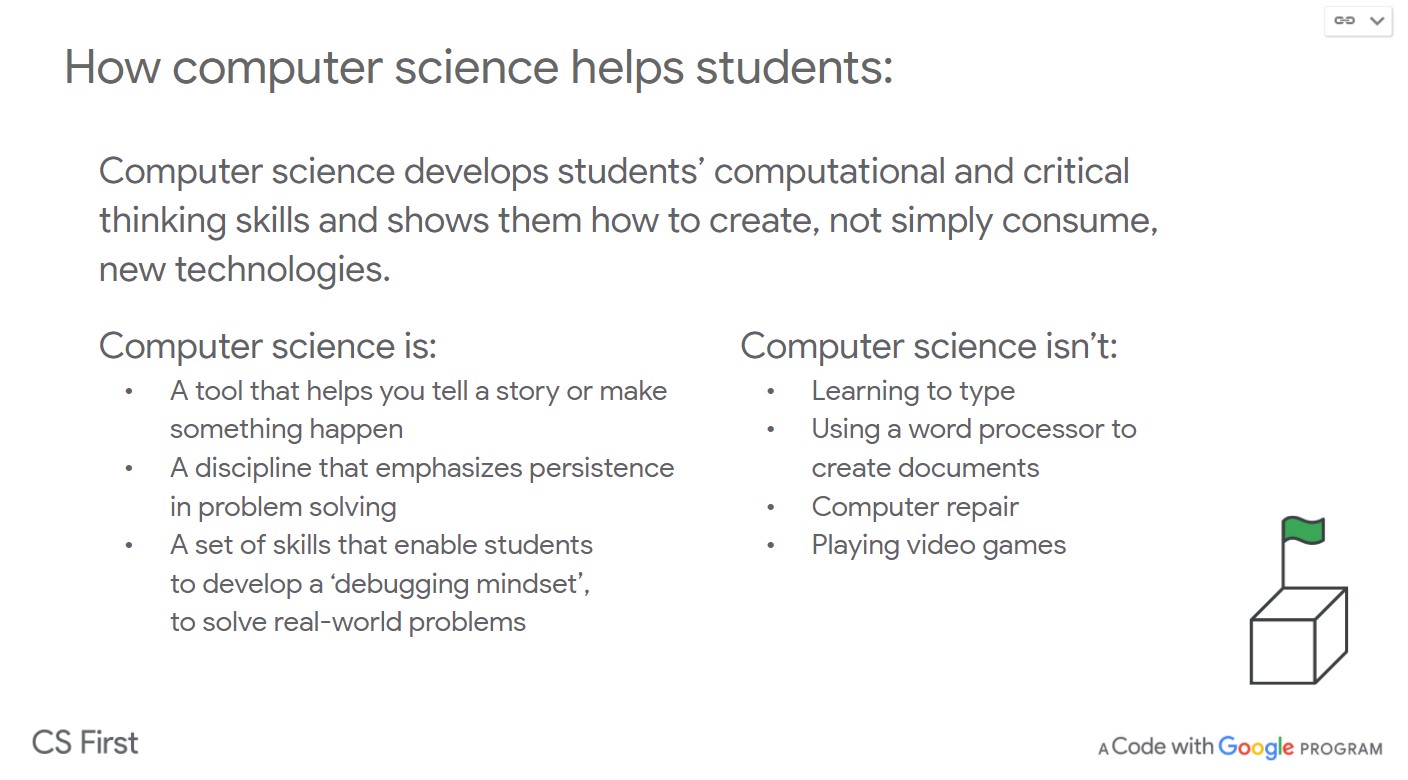 How computer science helps students:
Computer science develops students’ computational and critical
thinking skills and shows them how to create, not simply consume,
new technologies.
Computer science is:
• A tool that helps you tell a story or make
something happen
• A discipline that emphasizes persistence
in problem solving
• A set of skills that enable students
to develop a ‘debugging mindset’,
to solve real-world problems
Computer science isn’t:
• Learning to type
• Using a word processor to
create documents
• Computer repair
• Playing video games
CS First
A Code with Google PROGRAM